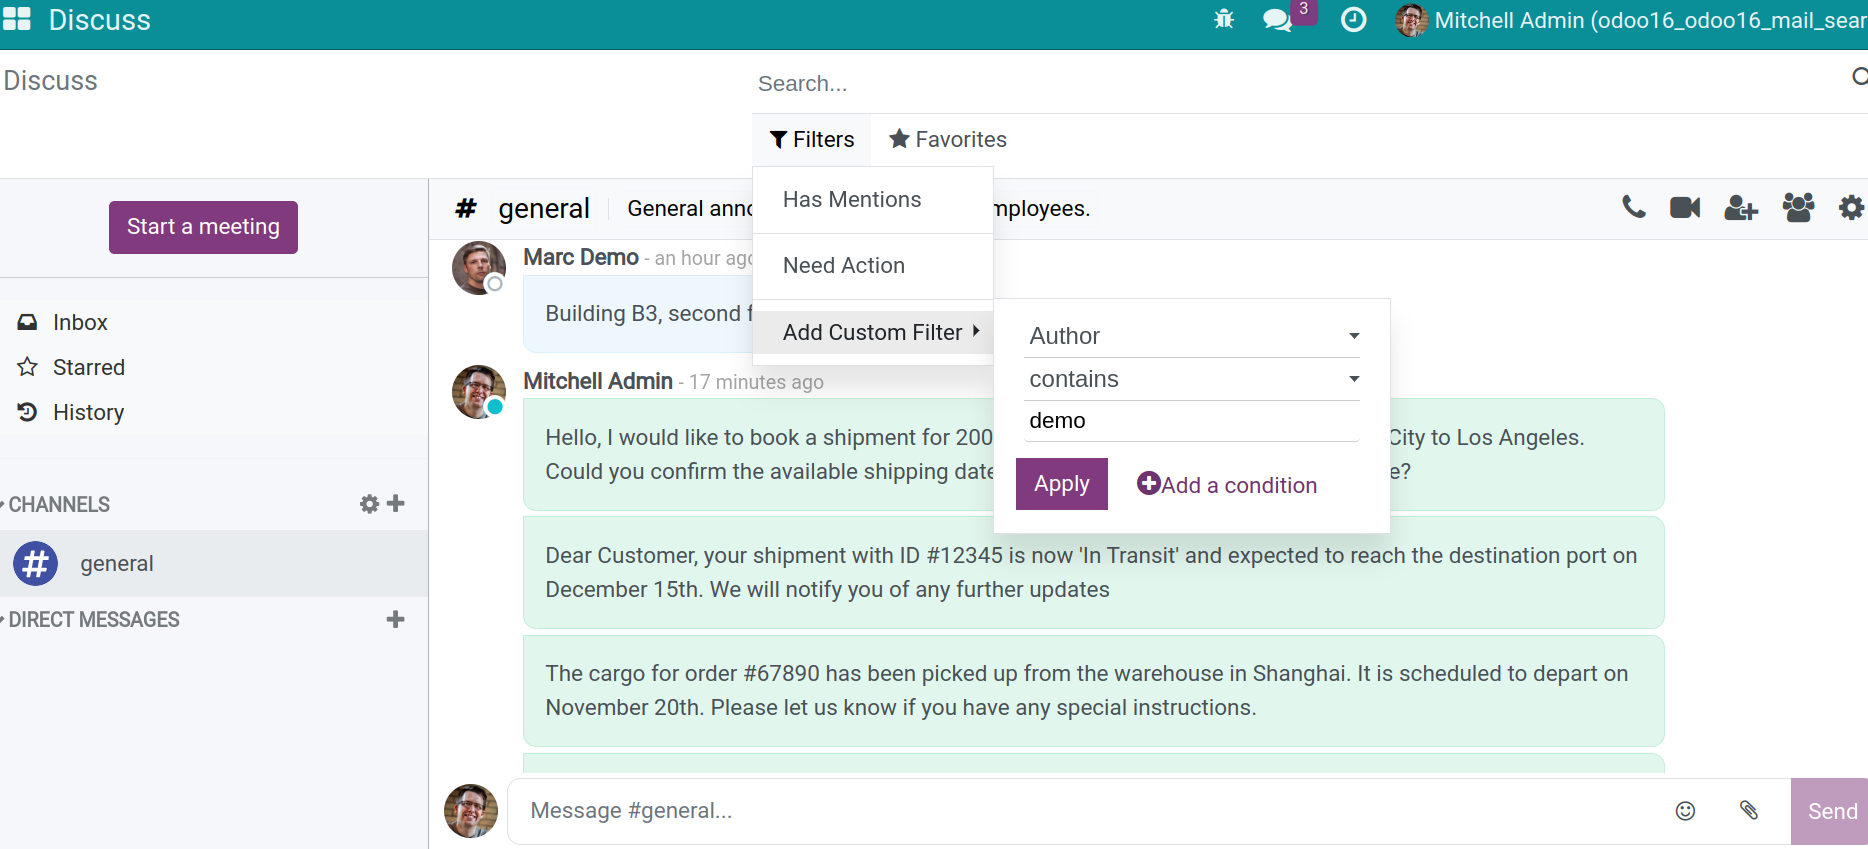 Discuss
3
Mitchell Admin (odoo16_odoo16_mail_sear
Discuss
Search...
Filters
Favorites
Has Mentions
Need Action
Add Custom Filter
Author
contains
demo
Apply
Add a condition
Start a meeting
Inbox
Starred
History
CHANNELS
general
DIRECT MESSAGES
# general
General anno
mployees.
Marc Demo - an hour ago
Building B3, second f
Mitchell Admin - 17 minutes ago
Hello, I would like to book a shipment for 200 City to Los Angeles.
Could you confirm the available shipping date e?
Dear Customer, your shipment with ID #12345 is now 'In Transit' and expected to reach the destination port on
December 15th. We will notify you of any further updates
The cargo for order #67890 has been picked up from the warehouse in Shanghai. It is scheduled to depart on
November 20th. Please let us know if you have any special instructions.
Message #general...
Send